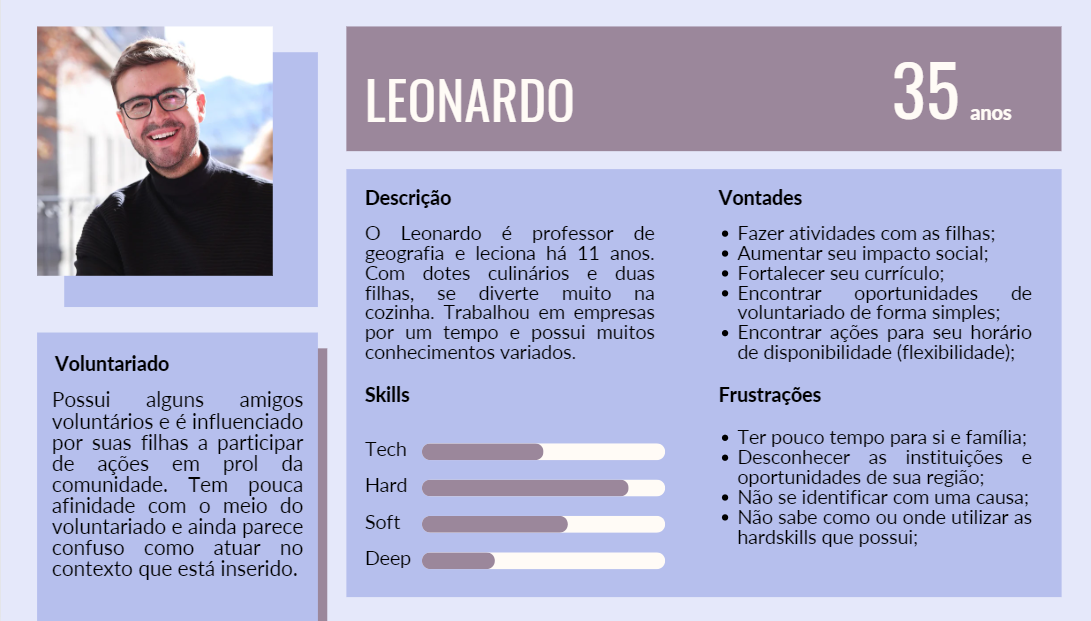 LEONARDO
35 anos
Descrição
O Leonardo é professor de
geografia e leciona há 11 anos.
Com dotes culinários e duas
filhas, se diverte muito na
cozinha. Trabalhou em empresas
por um tempo e possui muitos
conhecimentos variados.
Skills
Tech
Hard
Soft
Deep
Vontades
• Fazer atividades com as filhas;
• Aumentar seu impacto social;
• Fortalecer seu currículo;
• Encontrar oportunidades de
voluntariado de forma simples;
• Encontrar ações para seu horário
de disponibilidade (flexibilidade);
Frustrações
• Ter pouco tempo para si e família;
• Desconhecer as instituições e
oportunidades de sua região;
• Não se identificar com uma causa;
• Não sabe como ou onde utilizar as
hardskills que possui;
Voluntariado
Possui alguns amigos
voluntários e é influenciado
por suas filhas a participar
de ações em prol da
comunidade. Tem pouca
afinidade com o meio do
voluntariado e ainda parece
confuso como atuar no
contexto que está inserido.